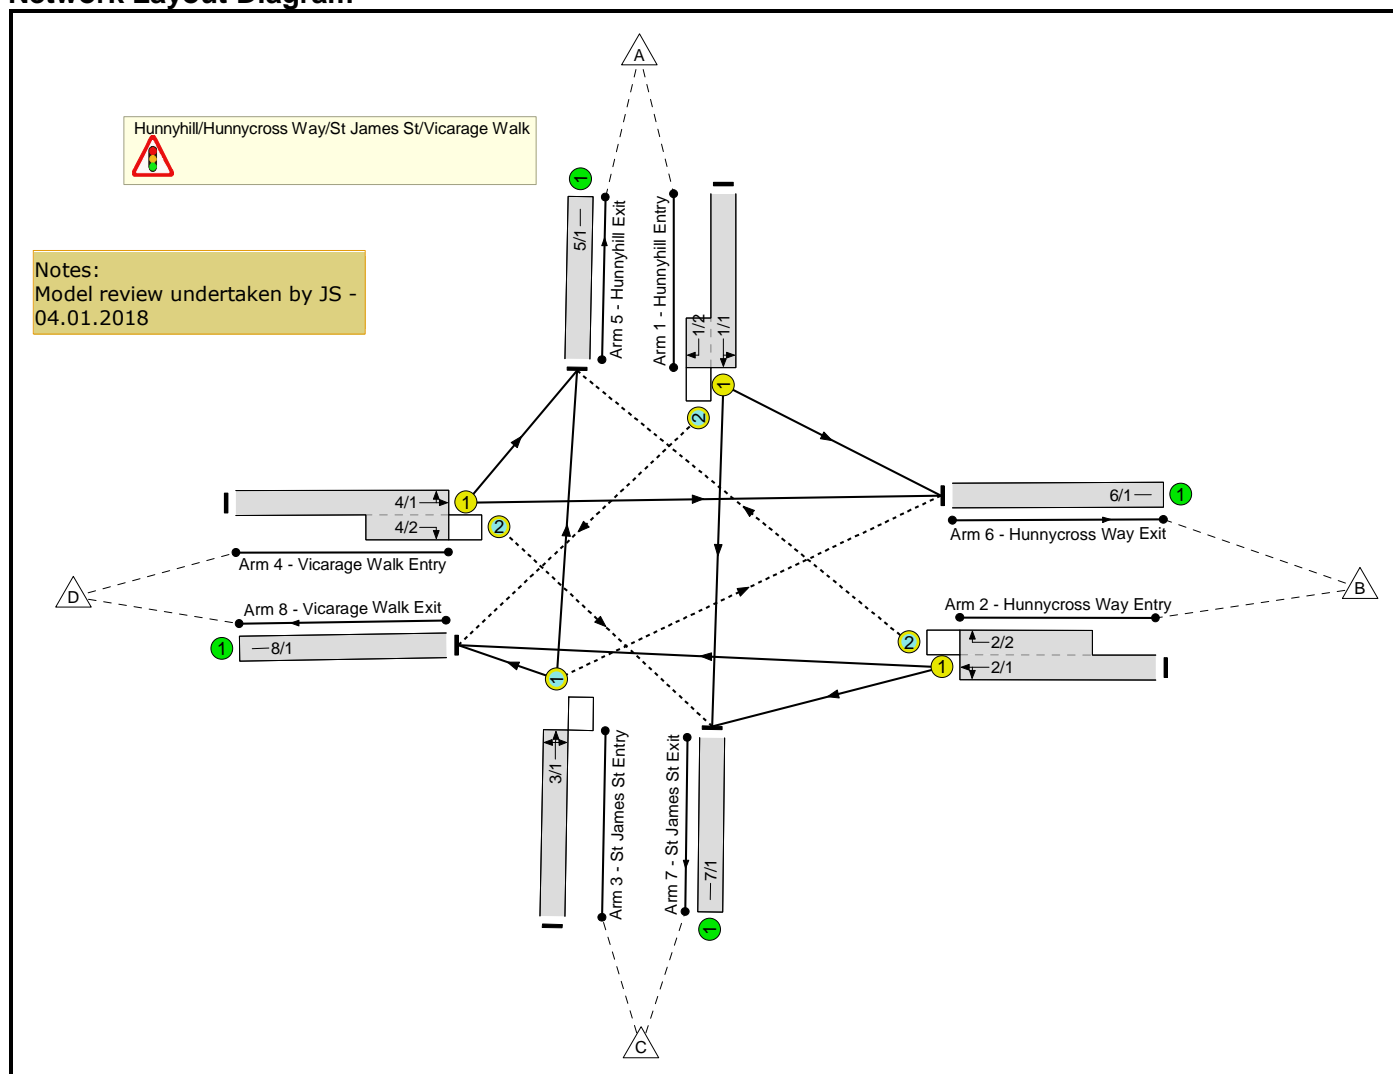 Network Layout Diagram
A
Hunnyhill/Hunnycross Way/St James St/Vicarage Walk
1
5/1
Arm 5 - Hunnyhill Exit
Arm 1 - Hunnyhill Entry
1/2
1/1
Notes:
Model review undertaken by JS -
04.01.2018
1
2
4/1
1
4/2
2
Arm 4 - Vicarage Walk Entry
6/1
1
Arm 6 - Hunnycross Way Exit
D
B
Arm 8 - Vicarage Walk Exit
1
8/1
Arm 2 - Hunnycross Way Entry
2
2/2
1
2/1
1
3/1
Arm 3 - St James St Entry
Arm 7 - St James St Exit
7/1
1
C